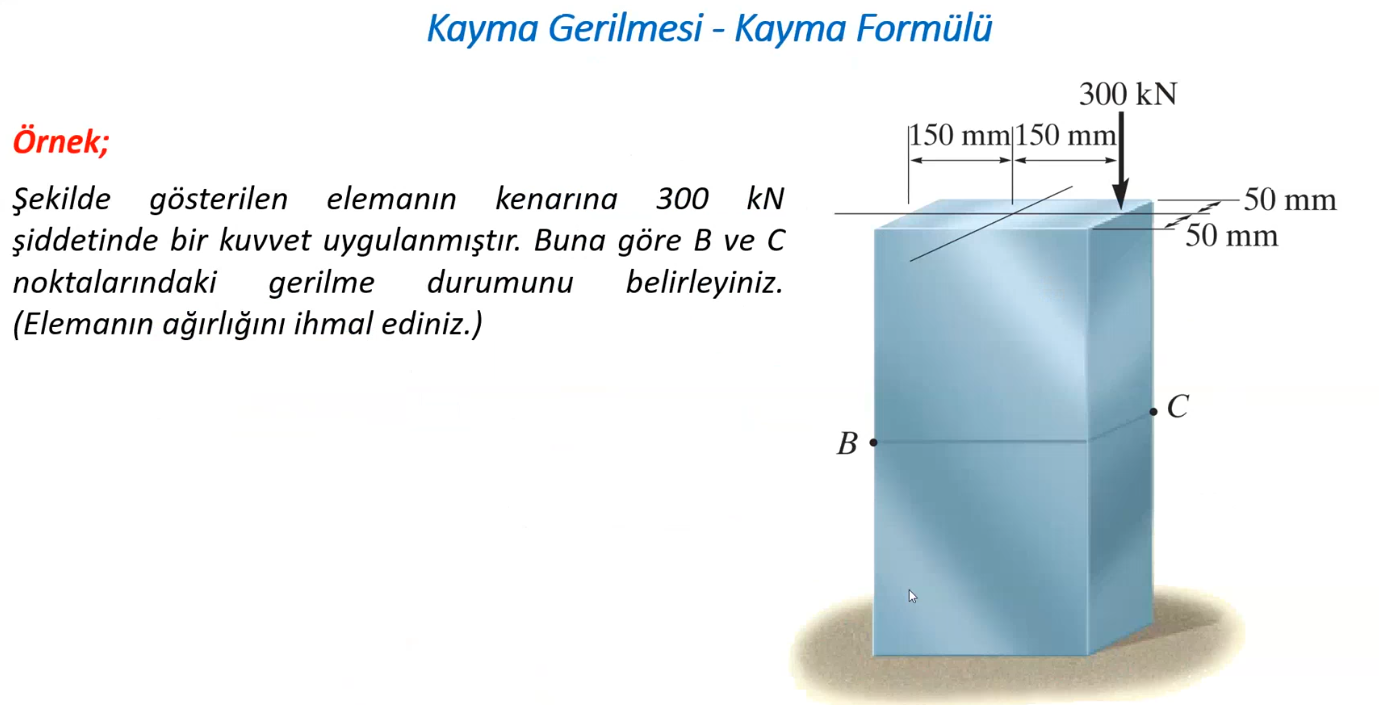 Kayma Gerilmesi - Kayma Formülü
Örnek;
Şekilde gösterilen elemanın kenarına 300 kN
şiddetinde bir kuvvet uygulanmıştır. Buna göre B ve C
noktalarındaki gerilme durumunu belirleyiniz.
(Elemanın ağırlığını ihmal ediniz.)
300 kN
150 mm 150 mm
50 mm
50 mm
C
B